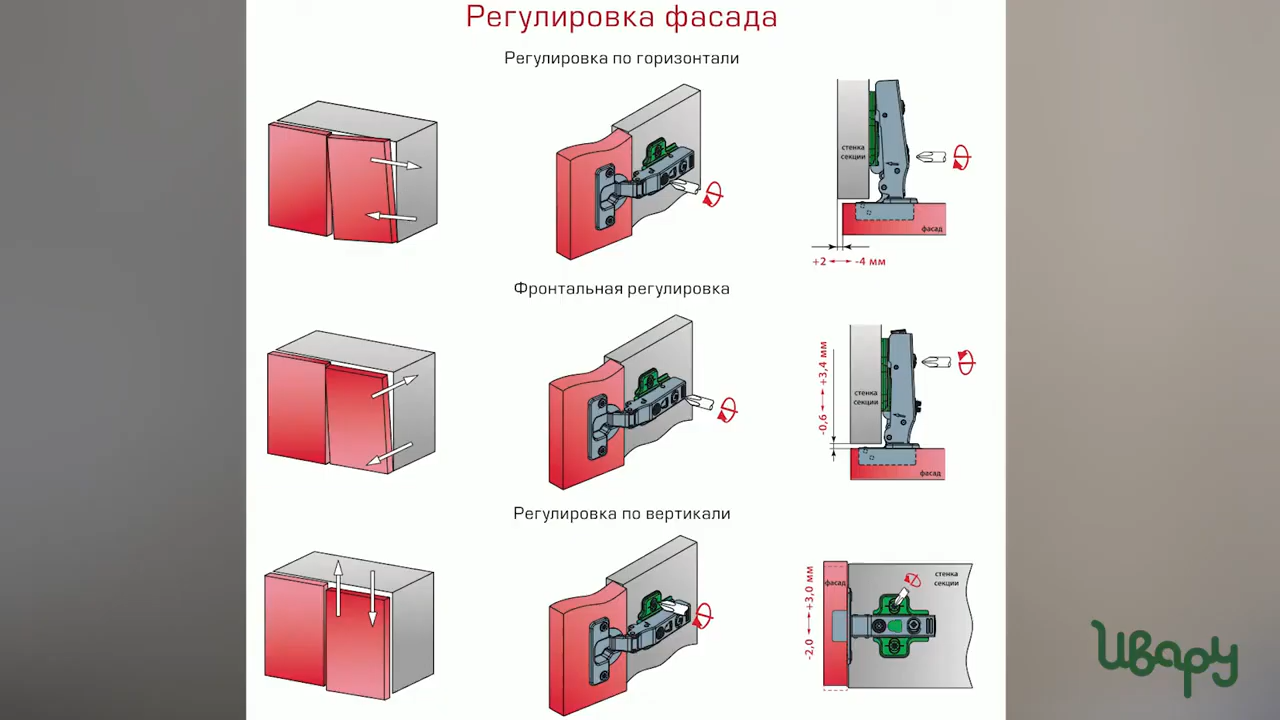 Регулировка фасада
Регулировка по горизонтали
стенка
секции
фасад
+2 -4 мм
Фронтальная регулировка
-0,6 +3,4 мм
стенка
секции
фасад
Регулировка по вертикали
-2,0 +3,0 мм
фасад
стенка
секции
Ивару